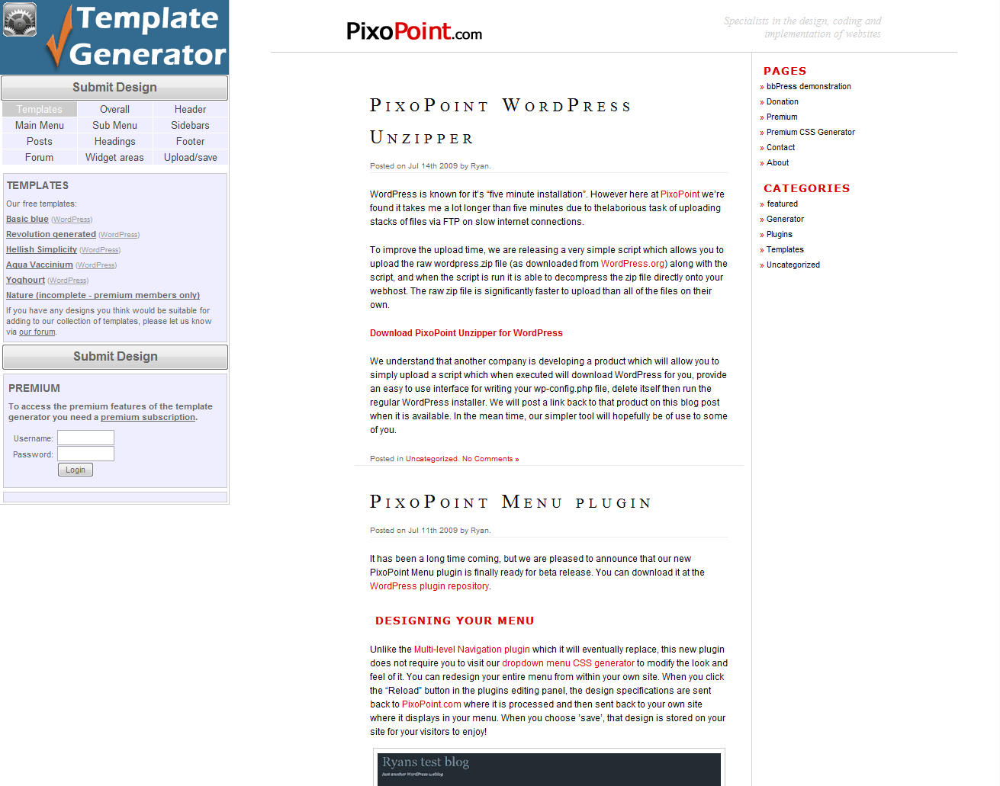 Template
Generator
Submit Design
Templates Overall Header
Main Menu Sub Menu Sidebars
Posts Headings Footer
Forum Widget areas Upload/save
TEMPLATES
Our free templates:
Basic blue (WordPress)
Revolution generated (WordPress)
Hellish Simplicity (WordPress)
Aqua Vaccinium (WordPress)
Yoghourt (WordPress)
Nature (incomplete - premium members only)
If you have any designs you think would be suitable for
adding to our collection of templates, please let us know
via our forum.
Submit Design
PREMIUM
To access the premium features of the template
generator you need a premium subscription.
Username:
Password:
Login
PixoPoint.com
Specialists in the design, coding and
implementation of websites
PixoPoint WordPress
Unzipper
Posted on Jul 14th 2009 by Ryan.
WordPress is known for it's “five minute installation”. However here at PixoPoint we're
found it takes me a lot longer than five minutes due to thelaborious task of uploading
stacks of files via FTP on slow internet connections.
To improve the upload time, we are releasing a very simple script which allows you to
upload the raw wordpress.zip file (as downloaded from WordPress.org) along with the
script, and when the script is run it is able to decompress the zip file directly onto your
webhost. The raw zip file is significantly faster to upload than all of the files on their
own.
Download PixoPoint Unzipper for WordPress
We understand that another company is developing a product which will allow you to
simply upload a script which when executed will download WordPress for you, provide
an easy to use interface for writing your wp-config.php file, delete itself then run the
regular WordPress installer. We will post a link back to that product on this blog post
when it is available. In the mean time, our simpler tool will hopefully be of use to some
of you.
Posted in Uncategorized. No Comments »
PixoPoint Menu plugin
Posted on Jul 11th 2009 by Ryan.
It has been a long time coming, but we are pleased to announce that our new
PixoPoint Menu plugin is finally ready for beta release. You can download it at the
WordPress plugin repository.
DESIGNING YOUR MENU
Unlike the Multi-level Navigation plugin which it will eventually replace, this new plugin
does not require you to visit our dropdown menu CSS generator to modify the look and
feel of it. You can redesign your entire menu from within your own site. When you click
the “Reload” button in the plugins editing panel, the design specifications are sent
back to PixoPoint.com where it is processed and then sent back to your own site
where it displays in your menu. When you choose 'save', that design is stored on your
site for your visitors to enjoy!
Ryans test blog
Just another WordPress weblog
PAGES
» bbPress demonstration
» Donation
» Premium
» Premium CSS Generator
» Contact
» About
CATEGORIES
» featured
» Generator
» Plugins
» Templates
» Uncategorized